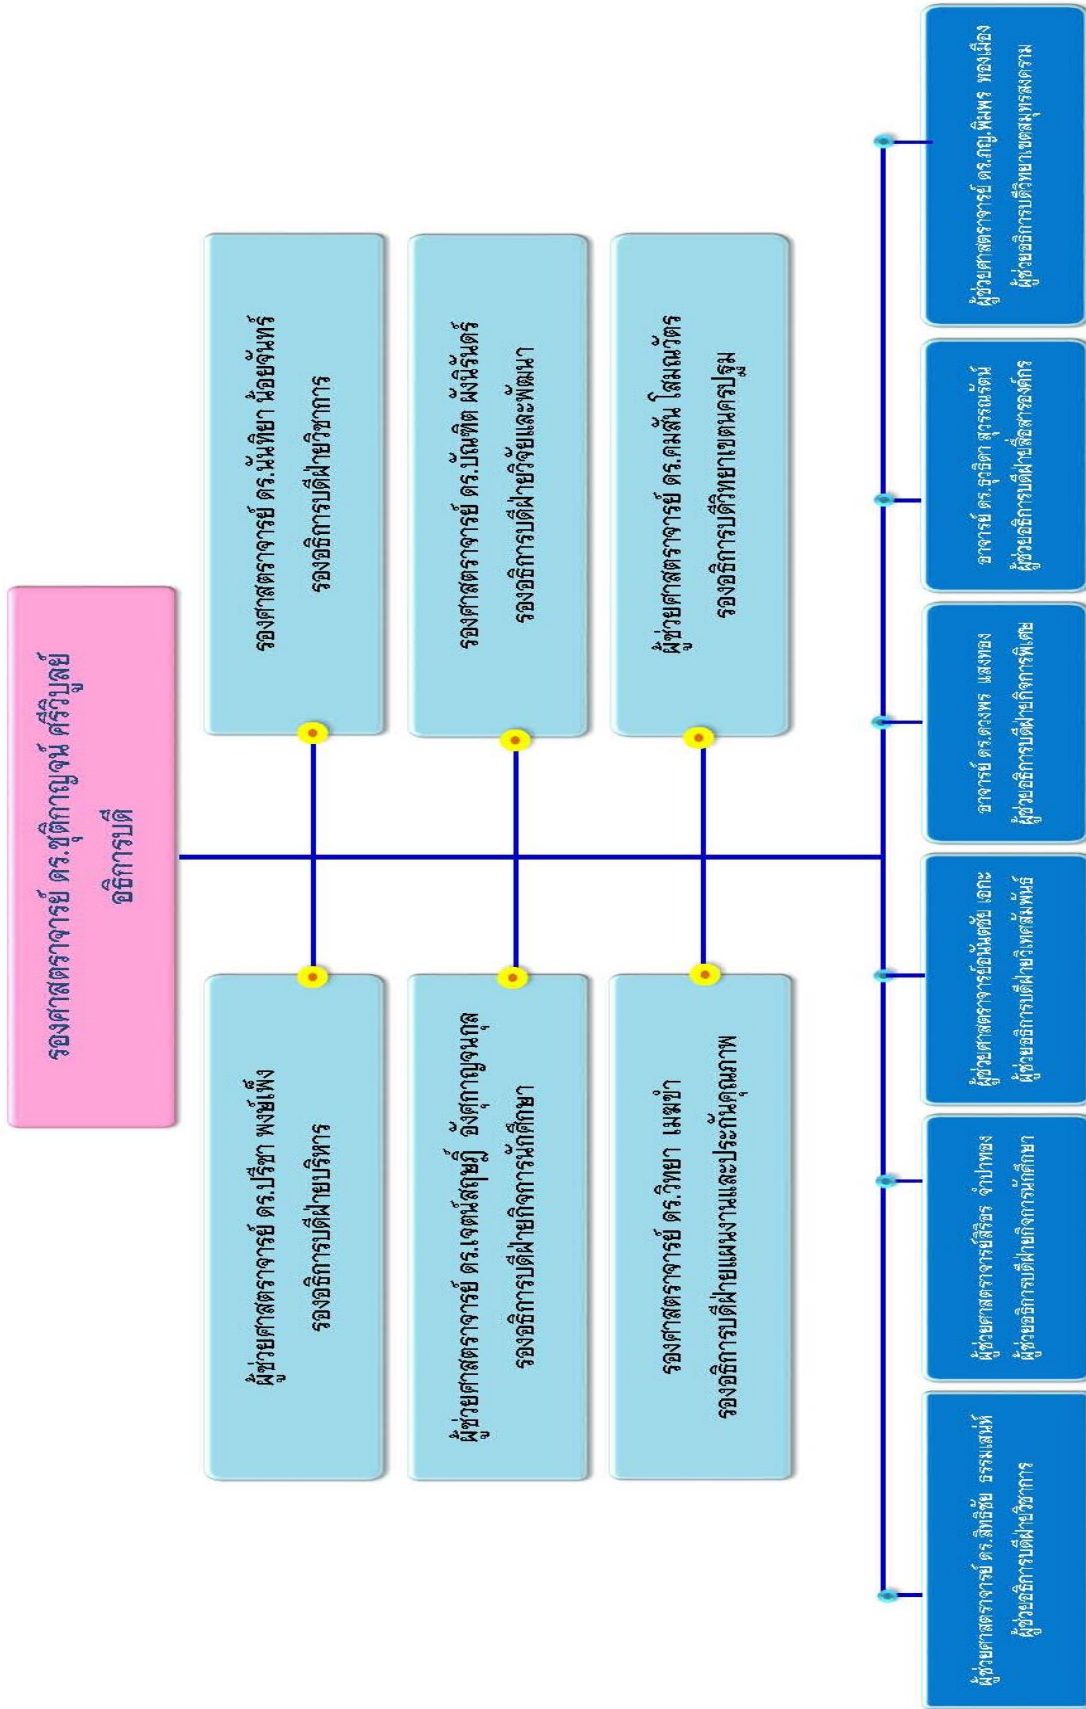 รองศาสตราจารย์ ดร.ชุติกาญจน์ ศรีวิบูลย์
อธิการบดี
ผู้ช่วยศาสตราจารย์ ดร.ปรีชา พงษ์เพ็ง
รองอธิการบดีฝ่ายบริหาร
รองศาสตราจารย์ ดร.นันทิยา น้อยจันทร์
รองอธิการบดีฝ่ายวิชาการ
ผู้ช่วยศาสตราจารย์ ดร.เจตน์สฤษฎิ์ อังศุกาญจนกุล
รองอธิการบดีฝ่ายกิจการนักศึกษา
รองศาสตราจารย์ ดร.บัณฑิต ผังนิรันดร์
รองอธิการบดีฝ่ายวิจัยและพัฒนา
รองศาสตราจารย์ ดร.วิทยา เมฆขำ
รองอธิการบดีฝ่ายแผนงานและประกันคุณภาพ
ผู้ช่วยศาสตราจารย์ ดร.คมสัน โสมณวัตร
รองอธิการบดีวิทยาเขตนครปฐม
ผู้ช่วยศาสตราจารย์ ดร.สิทธิชัย ธรรมเสน่ห์
ผู้ช่วยอธิการบดีฝ่ายวิชาการ
ผู้ช่วยศาสตราจารย์สิริอร จำปาทอง
ผู้ช่วยอธิการบดีฝ่ายกิจการนักศึกษา
ผู้ช่วยศาสตราจารย์อนันตชัย เอกะ
ผู้ช่วยอธิการบดีฝ่ายวิเทศสัมพันธ์
อาจารย์ ดร.ดวงพร แสงทอง
ผู้ช่วยอธิการบดีฝ่ายกิจการพิเศษ
อาจารย์ ดร.ธุวธิดา สุวรรณรัตน์
ผู้ช่วยอธิการบดีฝ่ายสื่อสารองค์กร
ผู้ช่วยศาสตราจารย์ ดร.ภญ.พิมพร ทองเมือง
ผู้ช่วยอธิการบดีวิทยาเขตสมุทรสงคราม